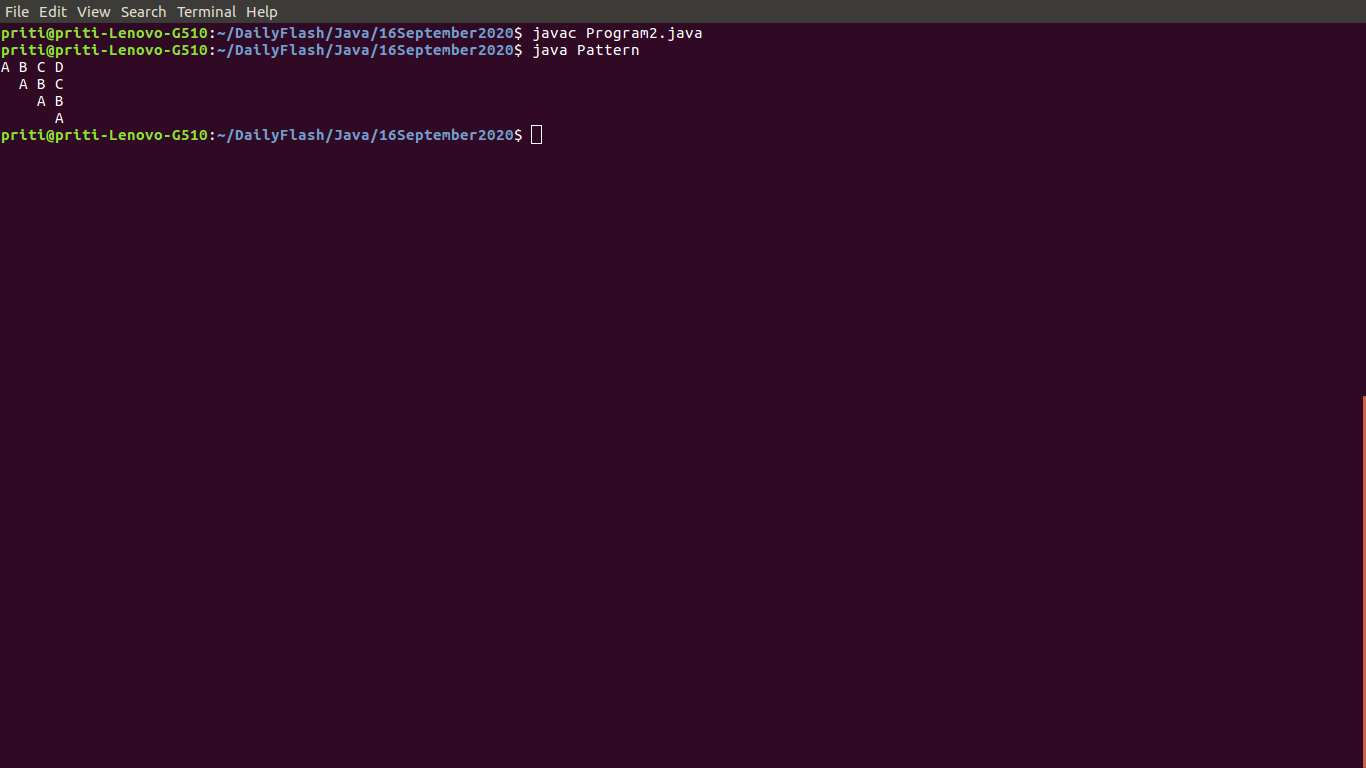 File Edit View Search Terminal Help
priti@priti-Lenovo-G510:~/DailyFlash/Java/16September2020$ javac Program2.java
priti@priti-Lenovo-G510:~/DailyFlash/Java/16September2020$ java Pattern
A B C D
  A B C
    A B
      A
priti@priti-Lenovo-G510:~/DailyFlash/Java/16September2020$